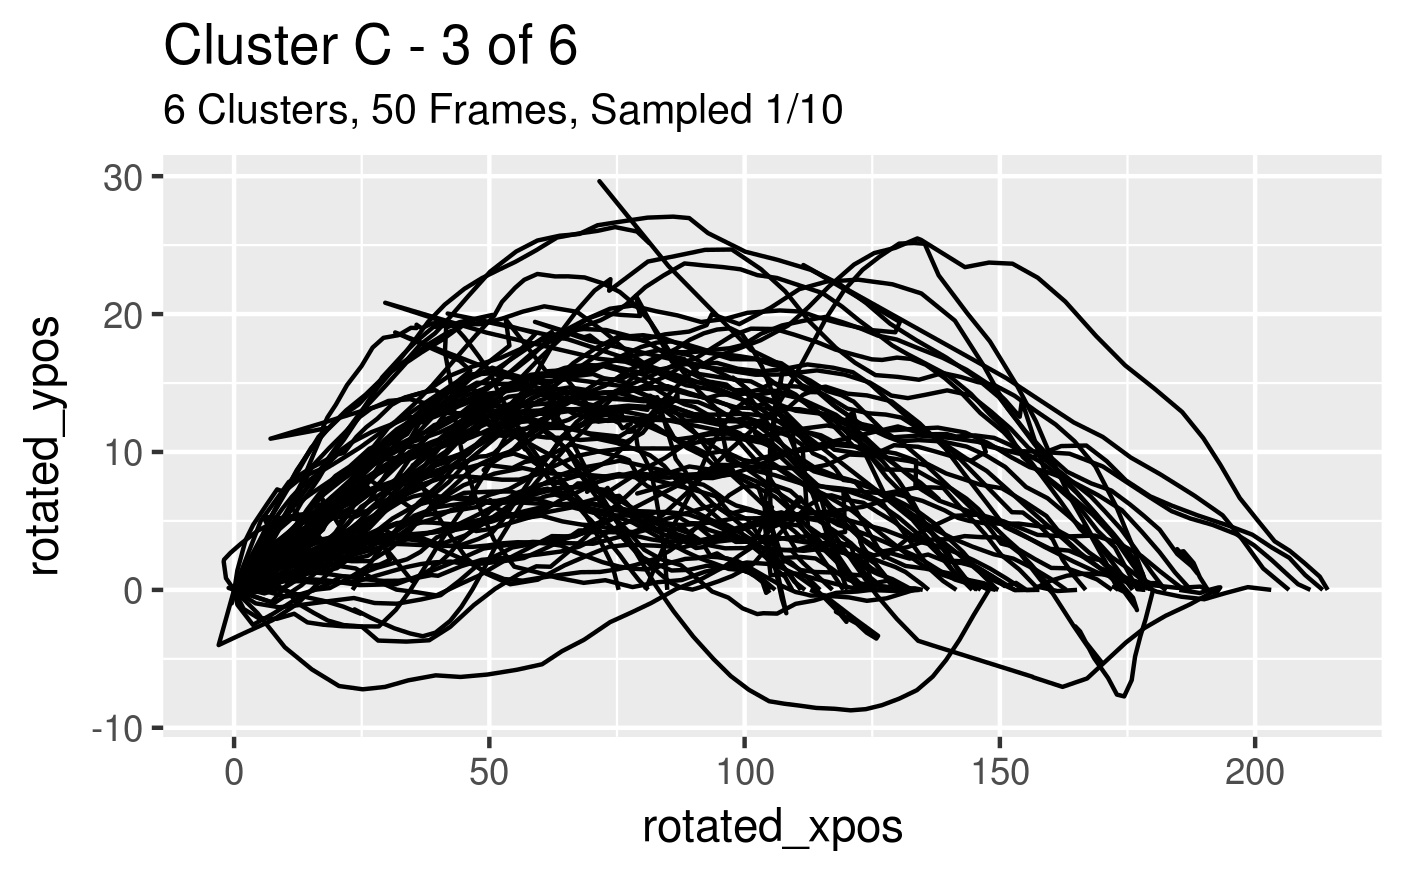 Cluster C - 3 of 6
6 Clusters, 50 Frames, Sampled 1/10
30
20
10
0
-10
rotated_ypos
0 50 100 150 200
rotated_xpos